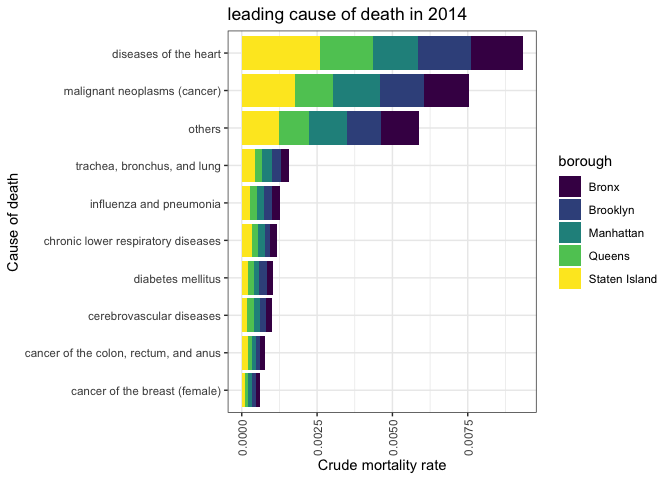 leading cause of death in 2014
Cause of death
diseases of the heart
malignant neoplasms (cancer)
others
trachea, bronchus, and lung
influenza and pneumonia
chronic lower respiratory diseases
diabetes mellitus
cerebrovascular diseases
cancer of the colon, rectum, and anus
cancer of the breast (female)
0.0000
0.0025
0.0050
0.0075
Crude mortality rate
borough
Bronx
Brooklyn
Manhattan
Queens
Staten Island